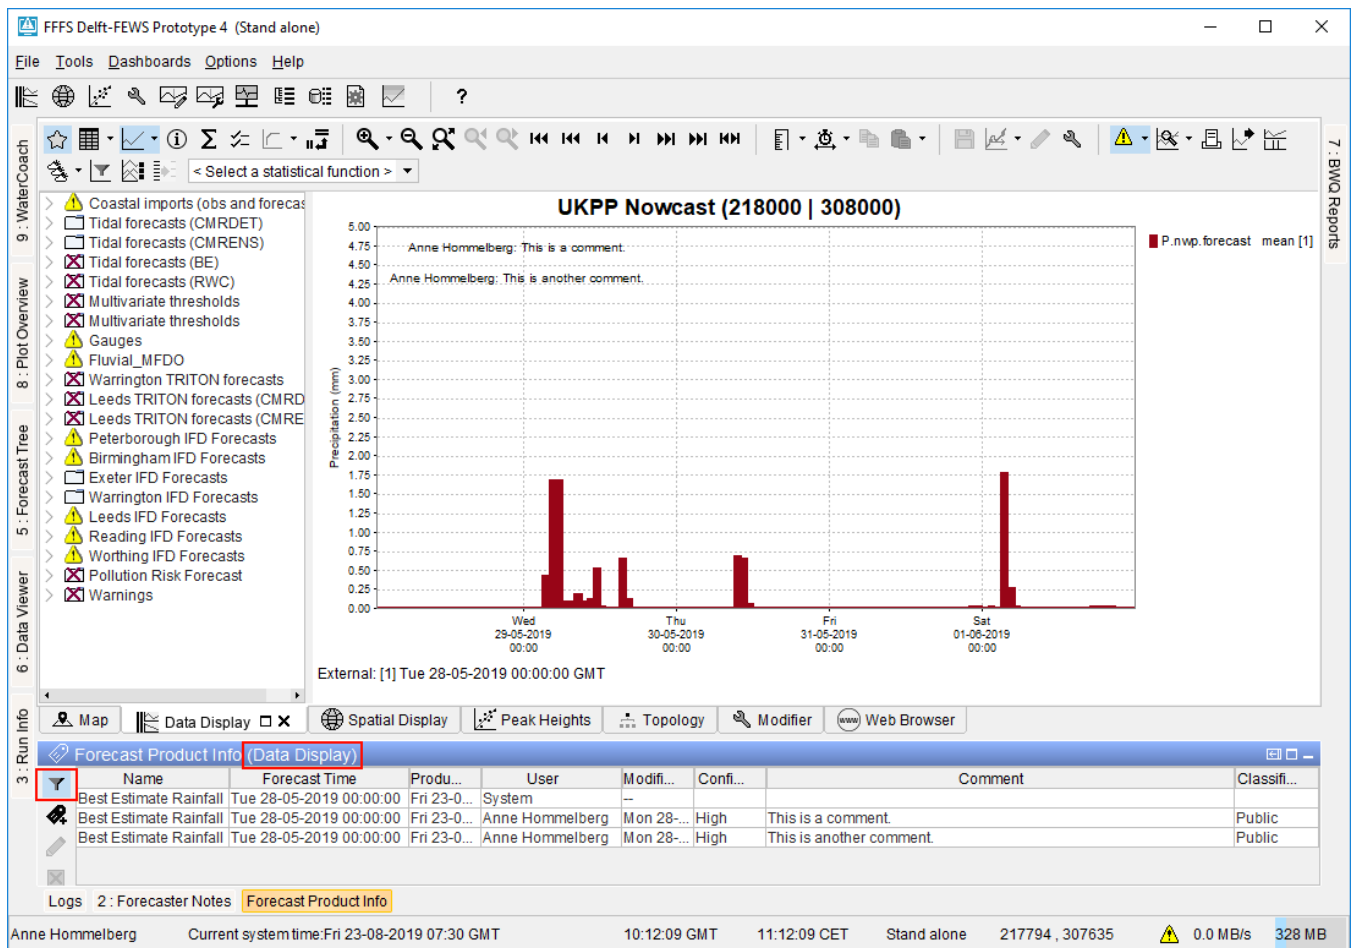 FFFS Delft-FEWS Prototype 4 (Stand alone)
File Tools Dashboards Options Help
?
< Select a statistical function >
9 : WaterCoach
8 : Plot Overview
5 : Forecast Tree
6 : Data Viewer
3 : Run Info
7 : BWQ Reports
Coastal imports (obs and forecas
Tidal forecasts (CMRDET)
Tidal forecasts (CMRENS)
Tidal forecasts (BE)
Tidal forecasts (RWC)
Multivariate thresholds
Multivariate thresholds
Gauges
Fluvial_MFDO
Warrington TRITON forecasts
Leeds TRITON forecasts (CMRD
Leeds TRITON forecasts (CMRE
Peterborough IFD Forecasts
Birmingham IFD Forecasts
Exeter IFD Forecasts
Warrington IFD Forecasts
Leeds IFD Forecasts
Reading IFD Forecasts
Worthing IFD Forecasts
Pollution Risk Forecast
Warnings
UKPP Nowcast (218000 | 308000)
P.nwp.forecast mean [1]
Anne Hommelberg: This is a comment.
Anne Hommelberg: This is another comment.
Precipitation (mm)
5.00
4.75
4.50
4.25
4.00
3.75
3.50
3.25
3.00
2.75
2.50
2.25
2.00
1.75
1.50
1.25
1.00
0.75
0.50
0.25
0.00
Wed Thu Fri Sat
29-05-2019 30-05-2019 31-05-2019 01-06-2019
00:00 00:00 00:00 00:00
External: [1] Tue 28-05-2019 00:00:00 GMT
Map Data Display Spatial Display Peak Heights Topology Modifier www Web Browser
Forecast Product Info (Data Display)
Name Forecast Time Produ... User Modifi... Confi... Comment Classifi...
Best Estimate Rainfall Tue 28-05-2019 00:00:00 Fri 23-0... System --
Best Estimate Rainfall Tue 28-05-2019 00:00:00 Fri 23-0... Anne Hommelberg Mon 28-... High This is a comment. Public
Best Estimate Rainfall Tue 28-05-2019 00:00:00 Fri 23-0... Anne Hommelberg Mon 28-... High This is another comment. Public
Logs 2 : Forecaster Notes Forecast Product Info
Anne Hommelberg Current system time:Fri 23-08-2019 07:30 GMT 10:12:09 GMT 11:12:09 CET Stand alone 217794 , 307635 0.0 MB/s 328 MB